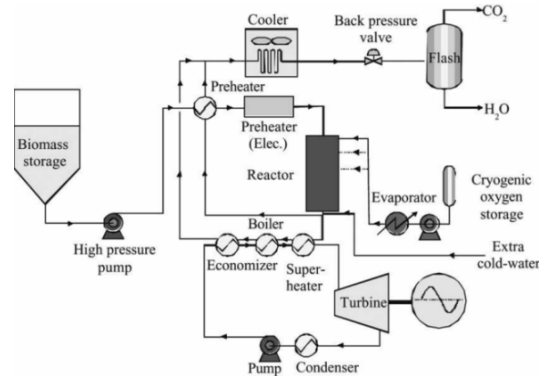 Cooler
Back pressure
valve
CO2
Flash
H2O
Preheater
Preheater
(Elec.)
Biomass
storage
Reactor
Evaporator
Cryogenic
oxygen
storage
High pressure
pump
Boiler
Economizer
Super-
heater
Extra
cold-water
Turbine
Pump
Condenser